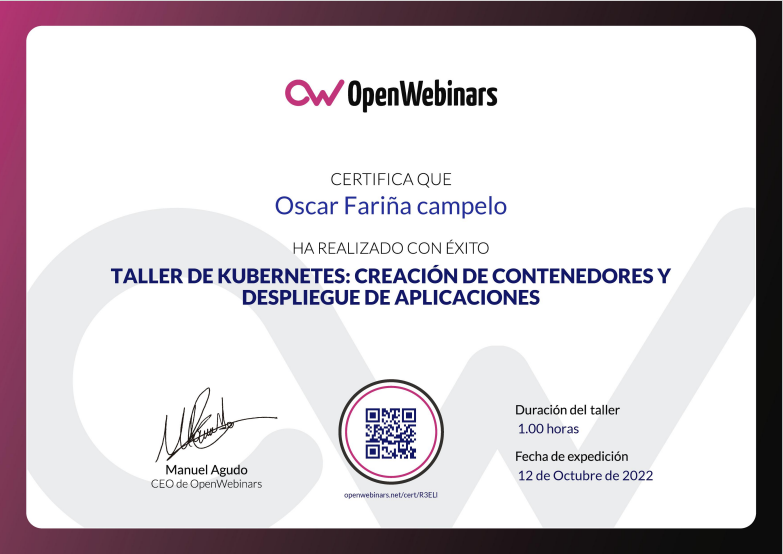 OpenWebinars
CERTIFICA QUE
Oscar Fariña campelo
HA REALIZADO CON ÉXITO
TALLER DE KUBERNETES: CREACIÓN DE CONTENEDORES Y
DESPLIEGUE DE APLICACIONES
Manuel Agudo
CEO de OpenWebinars
openwebinars.net/cert/R3ELI
Duración del taller
1.00 horas
Fecha de expedición
12 de Octubre de 2022